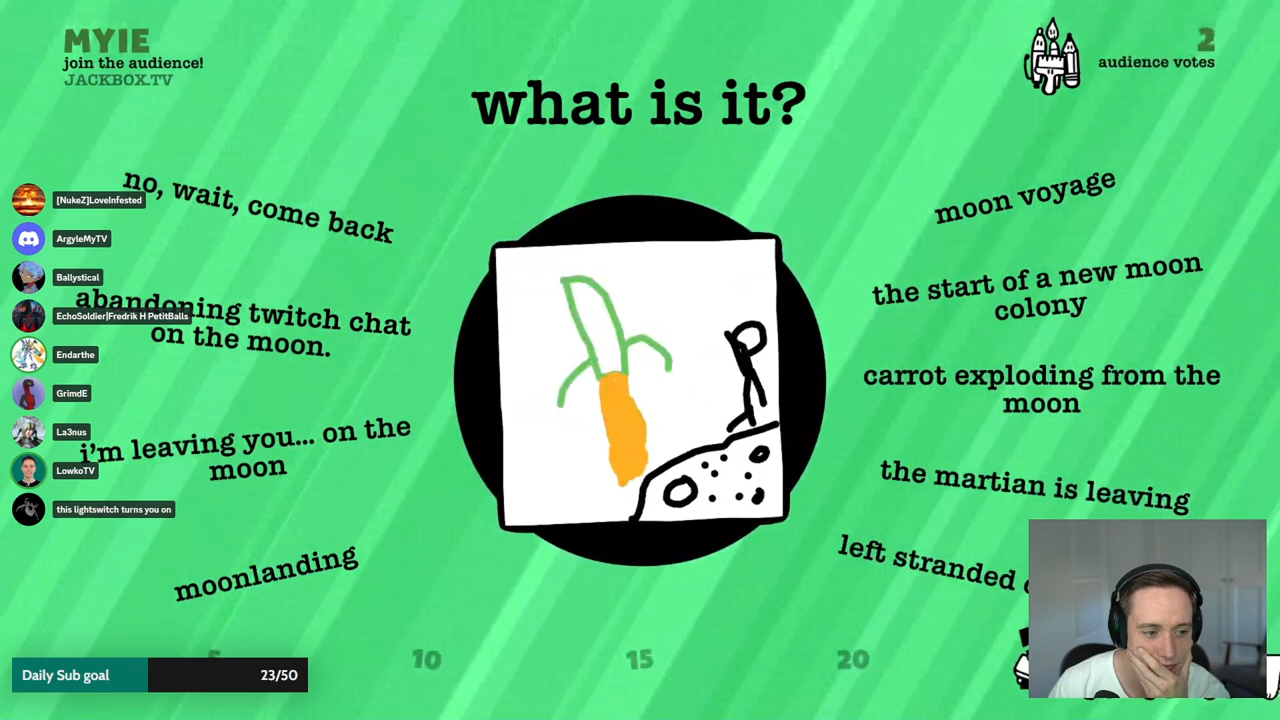 MYIE
join the audience!
JACKBOX.TV
2
audience votes
what is it?
no, wait, come back
abandoning twitch chat
on the moon.
i'm leaving you... on the
moon
moonlanding
moon voyage
the start of a new moon
colony
carrot exploding from the
moon
the martian is leaving
left stranded
[NukeZ]LoveInfested
ArgyleMyTV
Ballystical
EchoSoldier|Fredrik H PetitBalls
Endarthe
GrimdE
La3nus
LowkoTV
this lightswitch turns you on
5 10 15 20
Daily Sub goal 23/50